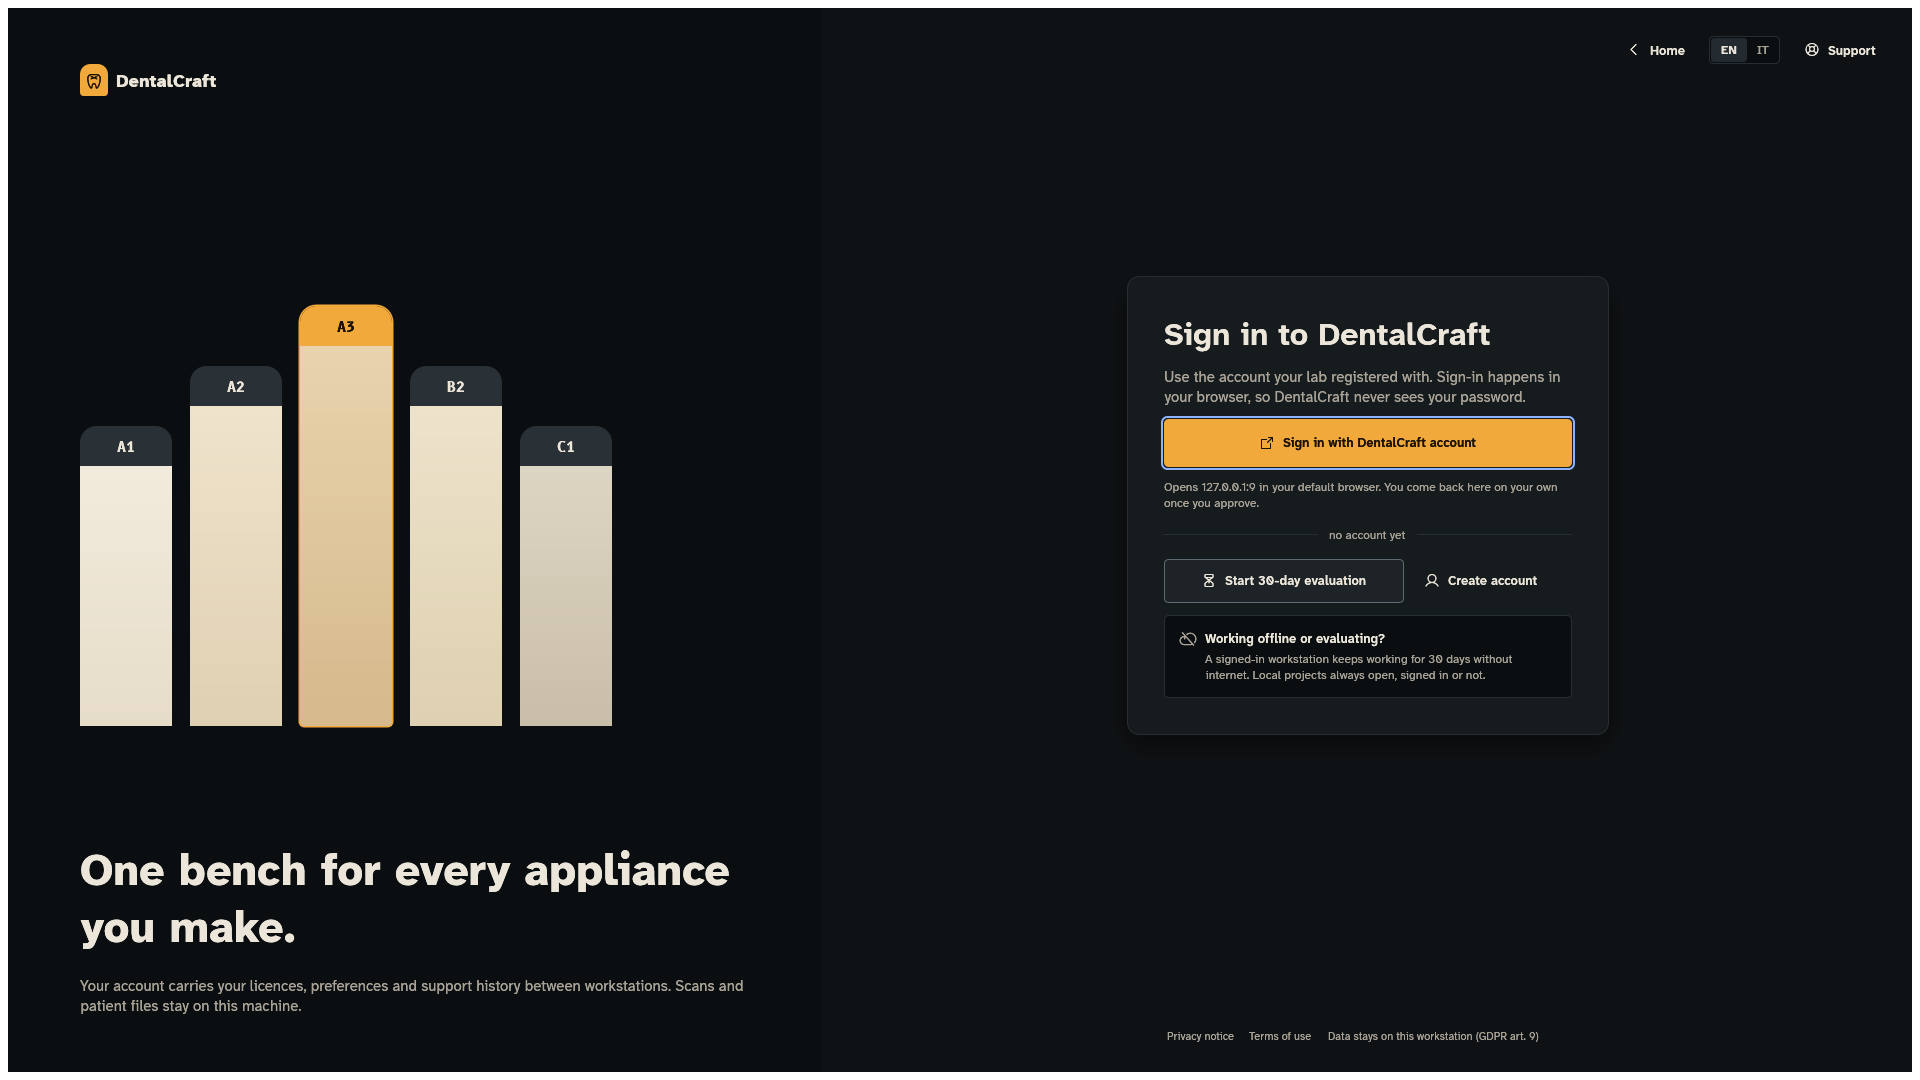 DentalCraft
Home
EN
IT
Support
A1
A2
A3
B2
C1
One bench for every appliance
you make.
Your account carries your licences, preferences and support history between workstations. Scans and
patient files stay on this machine.
Sign in to DentalCraft
Use the account your lab registered with. Sign-in happens in
your browser, so DentalCraft never sees your password.
Sign in with DentalCraft account
Opens 127.0.0.1:9 in your default browser. You come back here on your own
once you approve.
no account yet
Start 30-day evaluation
Create account
Working offline or evaluating?
A signed-in workstation keeps working for 30 days without
internet. Local projects always open, signed in or not.
Privacy notice
Terms of use
Data stays on this workstation (GDPR art. 9)